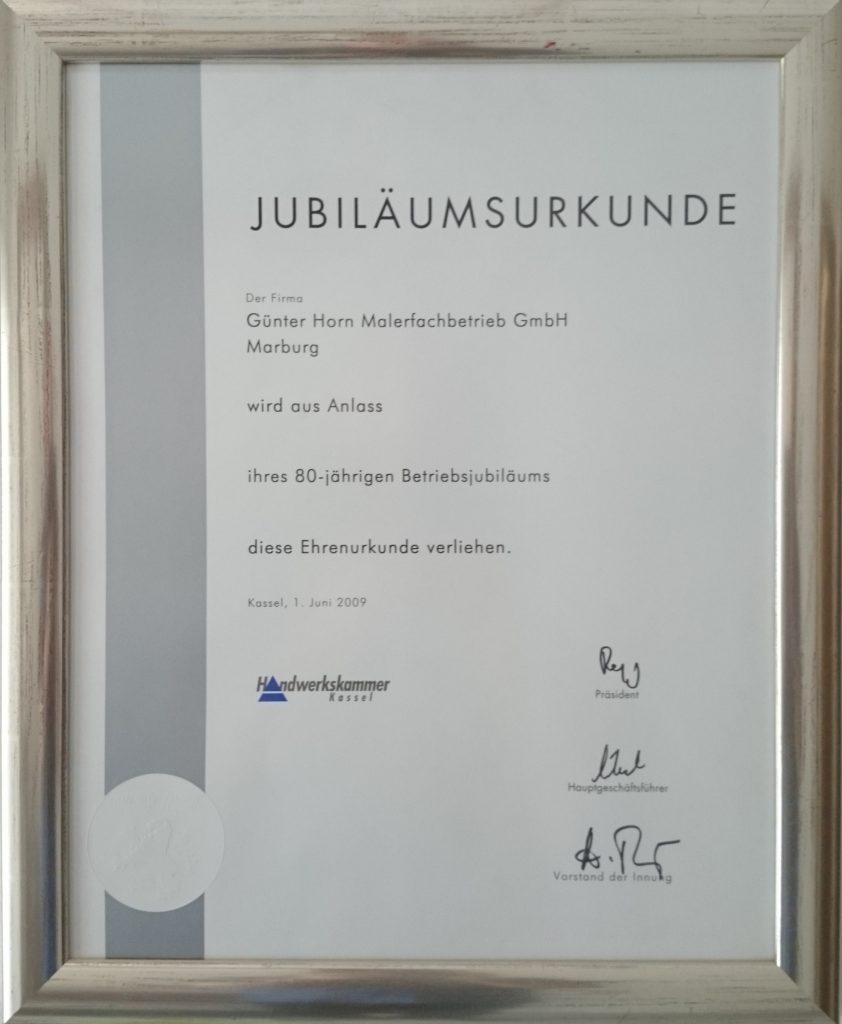 JUBILÄUMSURKUNDE
Der Firma
Günter Horn Malerfachbetrieb GmbH
Marburg
wird aus Anlass
ihres 80-jährigen Betriebsjubiläums
diese Ehrenurkunde verliehen.
Kassel, 1. Juni 2009
Handwerkskammer
Kassel
Präsident
Hauptgeschäftsführer
Vorstand der Innung